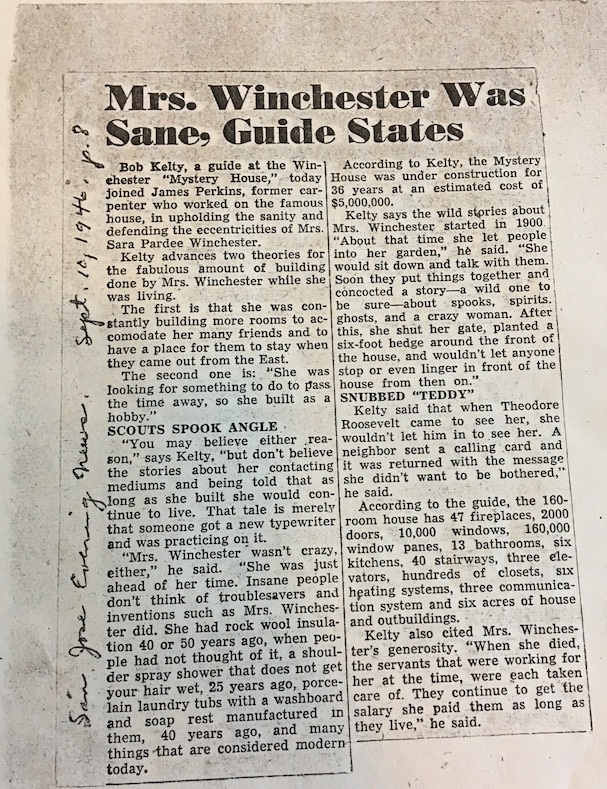 Mrs. Winchester Was
Sane, Guide States
Bob Kelty, a guide at the Win-
chester "Mystery House," today
joined James Perkins, former car-
penter who worked on the famous
house, in upholding the sanity and
defending the eccentricities of Mrs.
Sara Pardee Winchester.
Kelty advances two theories for
the fabulous amount of building
done by Mrs. Winchester while she
was living.
The first is that she was con-
stantly building more rooms to ac-
comodate her many friends and to
have a place for them to stay when
they came out from the East.
The second one is: "She was
looking for something to do to pass
the time away, so she built as a
hobby."
SCOUTS SPOOK ANGLE
"You may believe either rea-
son," says Kelty, "but don't believe
the stories about her contacting
mediums and being told that as
long as she built she would con-
tinue to live. That tale is merely
that someone got a new typewriter
and was practicing on it.
"Mrs. Winchester wasn't crazy,
either," he said. "She was just
ahead of her time. Insane people
don't think of troublesavers and
inventions such as Mrs. Winches-
ter did. She had rock wool insula-
tion 40 or 50 years ago, when peo-
ple had not thought of it, a shoul-
der spray shower that does not get
your hair wet, 25 years ago, porce-
lain laundry tubs with a washboard
and soap rest manufactured in
them, 40 years ago, and many
things that are considered modern
today.
According to Kelty, the Mystery
House was under construction for
36 years at an estimated cost of
$5,000,000.
Kelty says the wild stories about
Mrs. Winchester started in 1900.
"About that time she let people
into her garden," he said. "She
would sit down and talk with them.
Soon they put things together and
concocted a story—a wild one to
be sure—about spooks, spirits.
ghosts, and a crazy woman. After
this, she shut her gate, planted a
six-foot hedge around the front of
the house, and wouldn't let anyone
stop or even linger in front of the
house from then on."
SNUBBED "TEDDY"
Kelty said that when Theodore
Roosevelt came to see her, she
wouldn't let him in to see her. A
neighbor sent a calling card and
it was returned with the message
she didn't want to be bothered,"
he said.
According to the guide, the 160-
room house has 47 fireplaces, 2000
doors, 10,000 windows, 160,000
window panes, 13 bathrooms, six
kitchens, 40 stairways, three ele-
vators, hundreds of closets, six
heating systems, three communica-
tion system and six acres of house
and outbuildings.
Kelty also cited Mrs. Winches-
ter's generosity. "When she died,
the servants that were working for
her at the time, were each taken
care of. They continue to get the
salary she paid them as long as
they live," he said.
San Jose Evening News. Sept. 10, 1946. p. 8